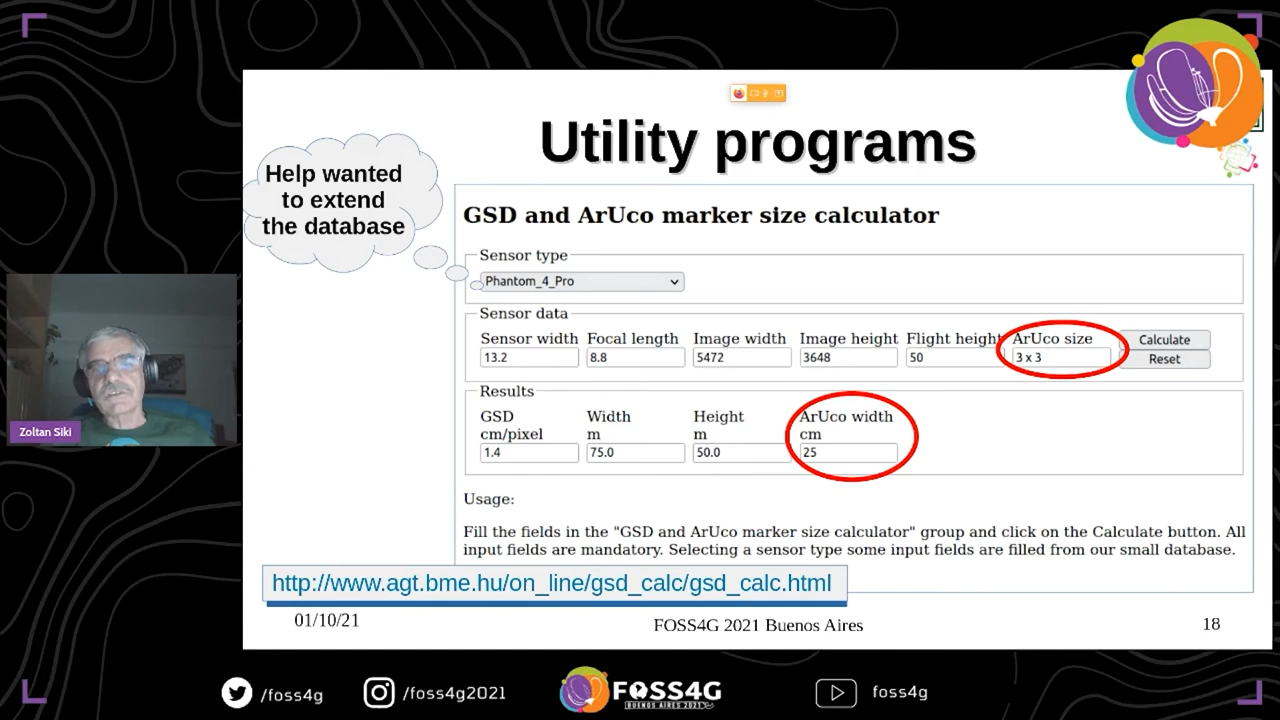 Utility programs
Help wanted
to extend
the database
GSD and ArUco marker size calculator
Sensor type
Phantom_4_Pro
Sensor data
Sensor width Focal length Image width Image height Flight height ArUco size
13.2 8.8 5472 3648 50 3 x 3
Calculate
Reset
Results
GSD Width Height ArUco width
cm/pixel m m cm
1.4 75.0 50.0 25
Usage:
Fill the fields in the "GSD and ArUco marker size calculator" group and click on the Calculate button. All
input fields are mandatory. Selecting a sensor type some input fields are filled from our small database.
http://www.agt.bme.hu/on_line/gsd_calc/gsd_calc.html
01/10/21 FOSS4G 2021 Buenos Aires 18
Zoltan Siki
/foss4g /foss4g2021 FOSS4G foss4g
BUENOS AIRES 2021